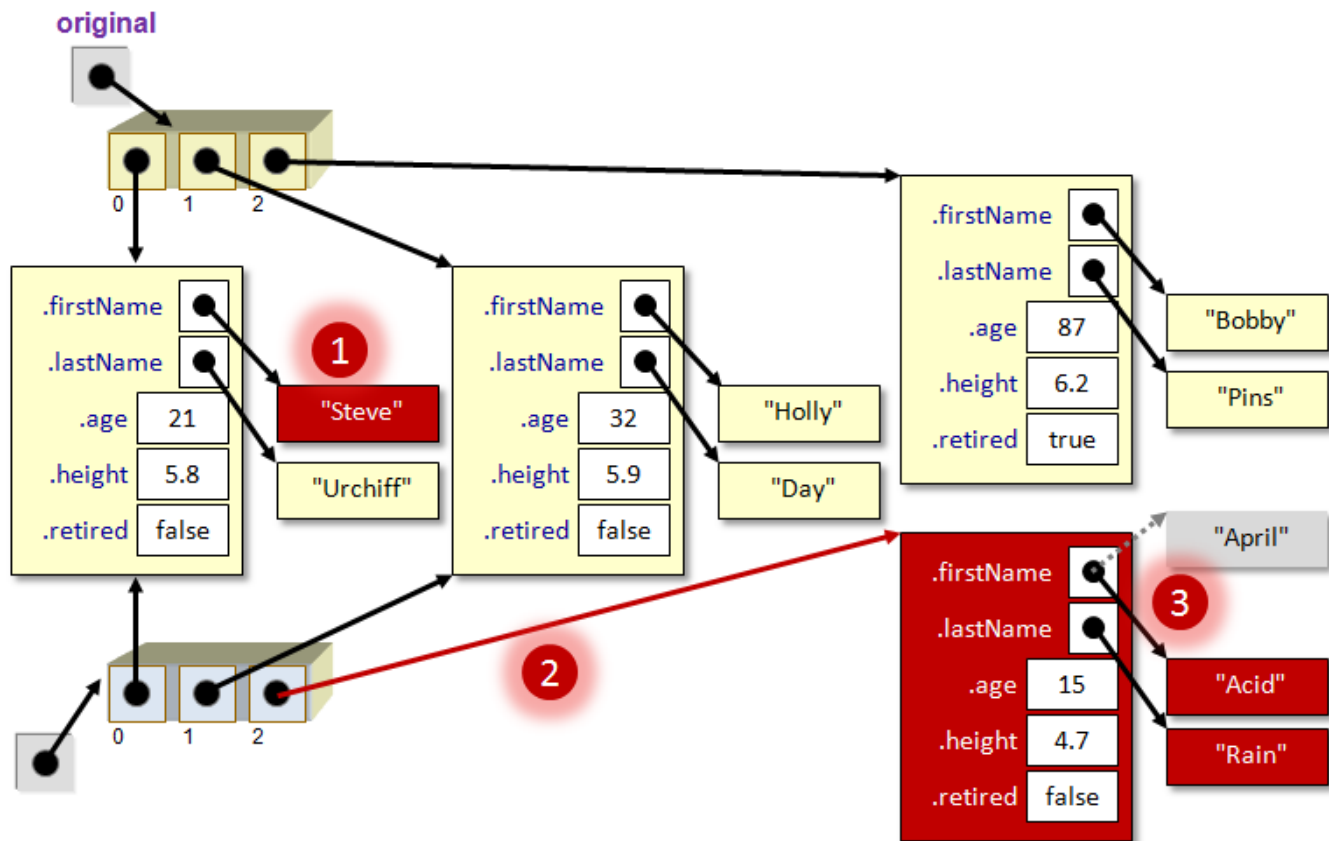 original
0 1 2
.firstName
.lastName
.age 21
.height 5.8
.retired false
1
"Steve"
"Urchiff"
.firstName
.lastName
.age 32
.height 5.9
.retired false
"Holly"
"Day"
.firstName
.lastName
.age 87
.height 6.2
.retired true
"Bobby"
"Pins"
0 1 2
2
.firstName
.lastName
.age 15
.height 4.7
.retired false
"April"
3
"Acid"
"Rain"